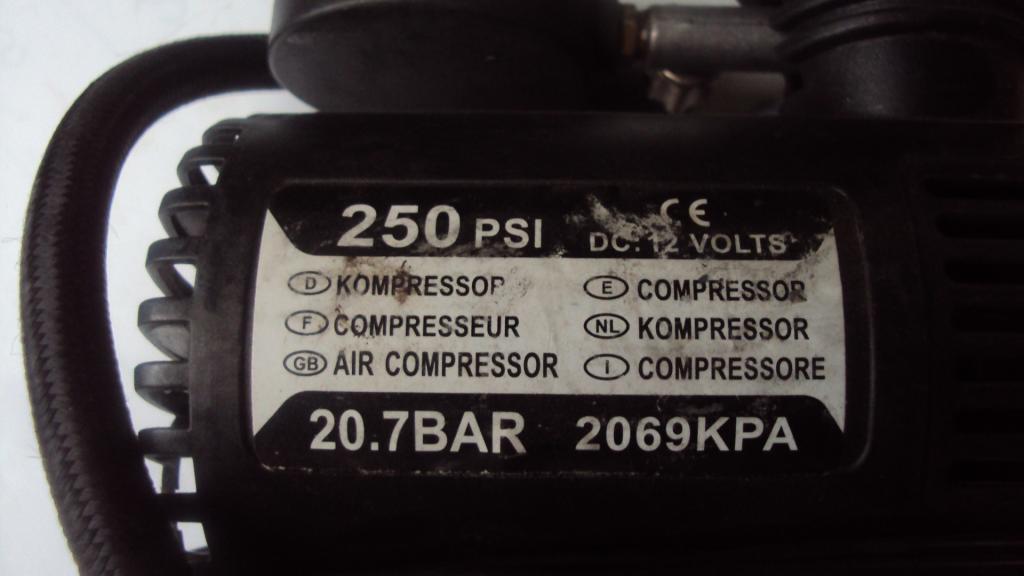 250 PSI
CE
DC: 12 VOLTS
D KOMPRESSOR
E COMPRESSOR
F COMPRESSEUR
NL KOMPRESSOR
GB AIR COMPRESSOR
I COMPRESSORE
20.7BAR 2069KPA